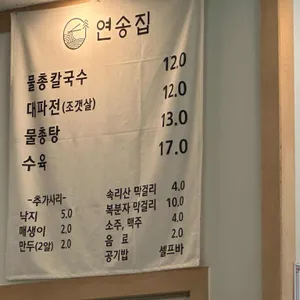 연송집
물총칼국수 12.0
대파전(조갯살) 12.0
물총탕 13.0
수육 17.0
-추가사리-
낙지 5.0
매생이 2.0
만두(2알) 2.0
속리산 막걸리 4.0
복분자 막걸리 10.0
소주, 맥주 4.0
음 료 2.0
공기밥 셀프바